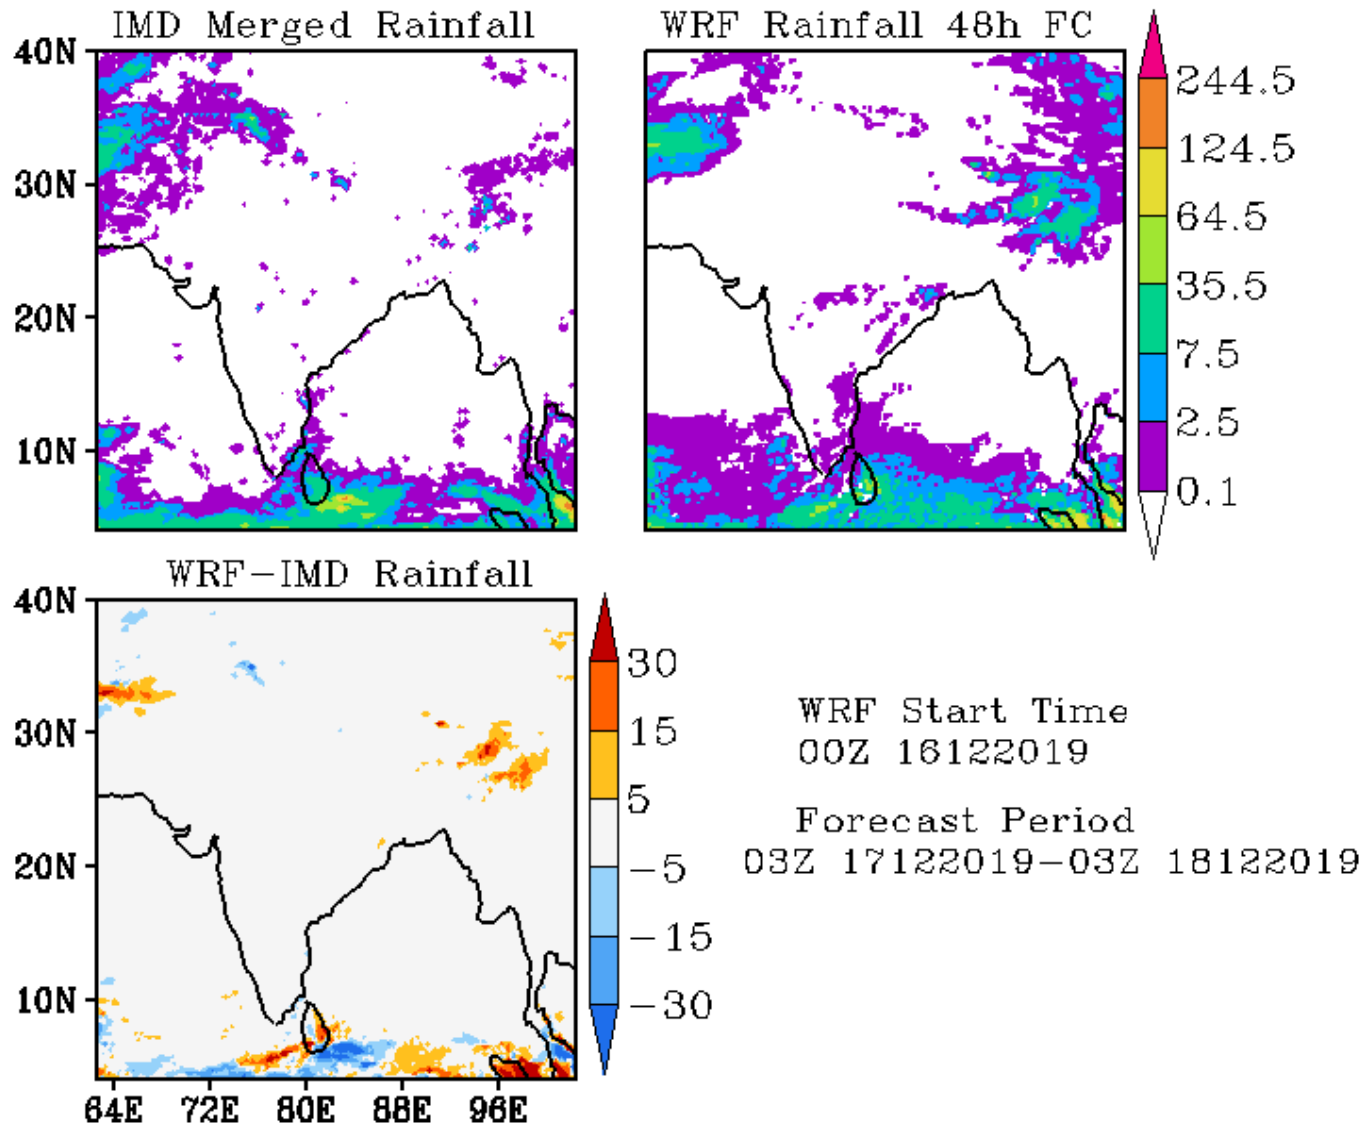 IMD Merged Rainfall
WRF Rainfall 48h FC
40N
30N
20N
10N
244.5
124.5
64.5
35.5
7.5
2.5
0.1
WRF-IMD Rainfall
40N
30N
20N
10N
64E 72E 80E 88E 96E
30
15
5
-5
-15
-30
WRF Start Time
00Z 16122019
Forecast Period
03Z 17122019-03Z 18122019